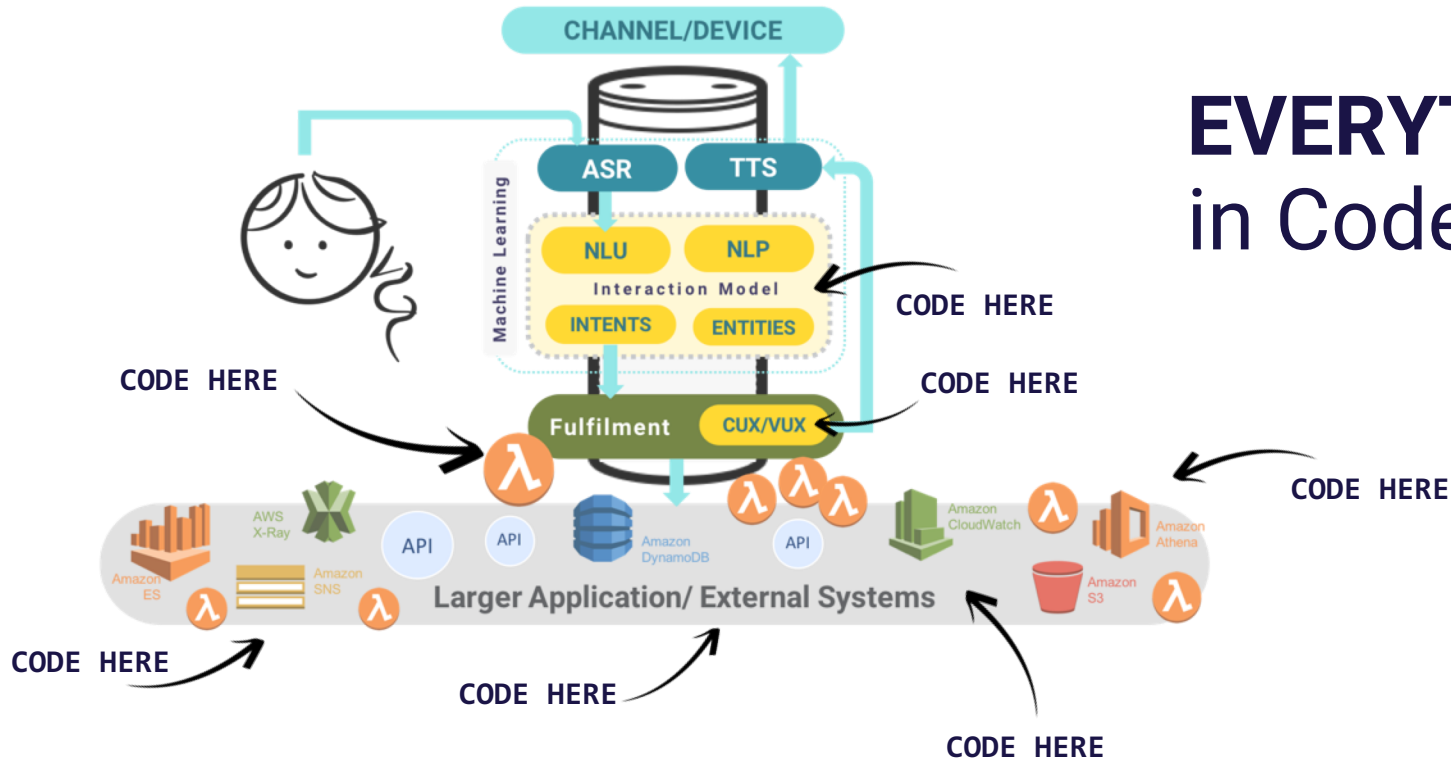 CHANNEL/DEVICE
EVERYT
in Code
ASR
TTS
Machine Learning
NLU
NLP
Interaction Model
INTENTS
ENTITIES
CODE HERE
CODE HERE
CODE HERE
Fulfilment
CUX/VUX
λ
CODE HERE
λ
λ
λ
λ
AWS
X-Ray
API
API
Amazon
DynamoDB
API
Amazon
CloudWatch
Amazon
Athena
Amazon
ES
Amazon
SNS
Amazon
S3
λ
λ
λ
Larger Application/ External Systems
CODE HERE
CODE HERE
CODE HERE